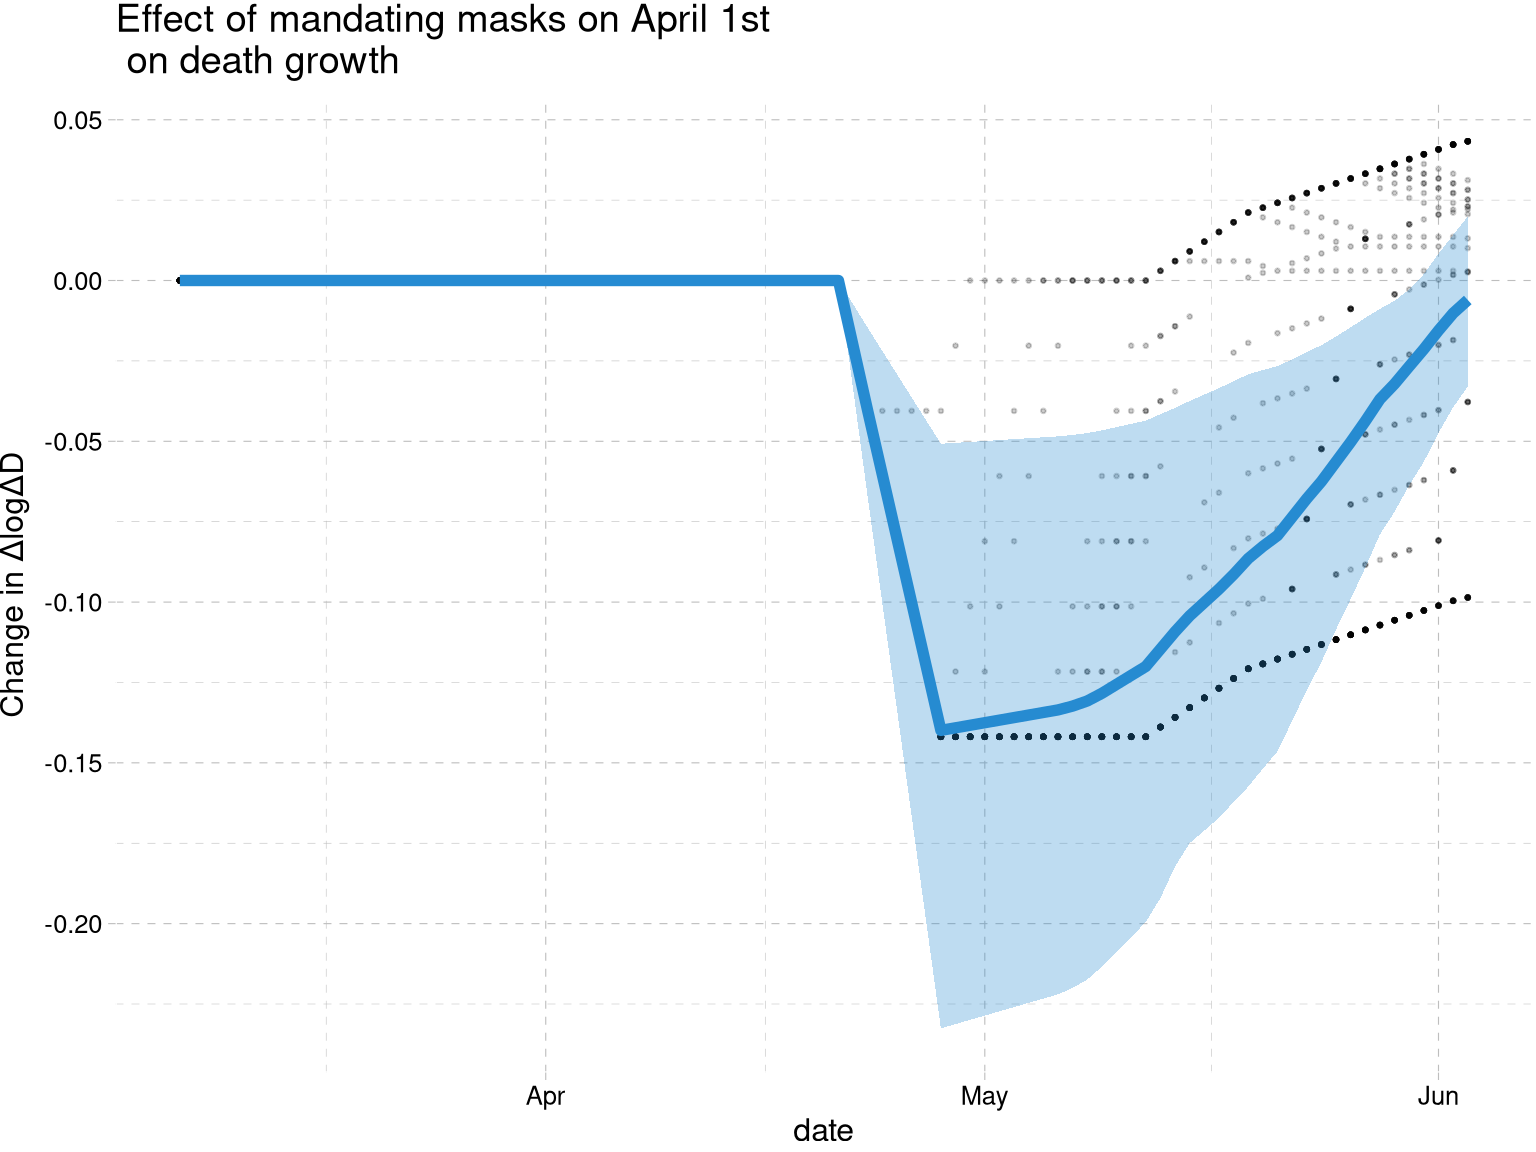 Effect of mandating masks on April 1st
on death growth
0.05
0.00
-0.05
-0.10
-0.15
-0.20
Change in ΔlogΔD
Apr
May
Jun
date